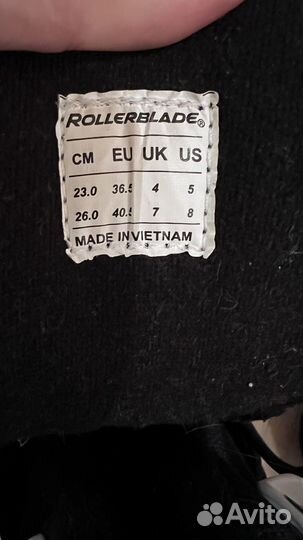 ROLLERBLADE®
CM EU UK US
23.0 36.5 4 5
26.0 40.5 7 8
MADE IN VIETNAM
Avito